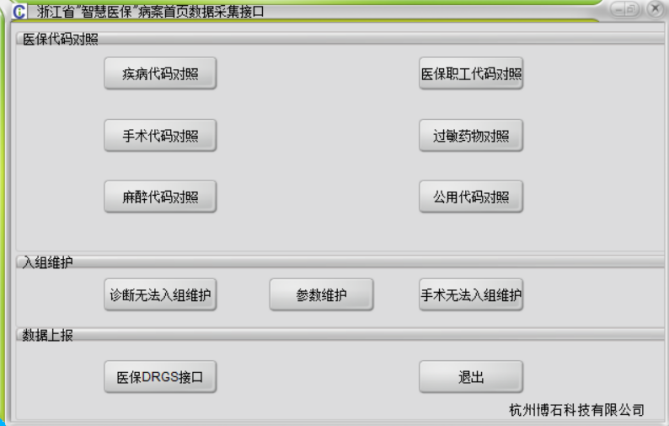 浙江省"智慧医保"病案首页数据采集接口
医保代码对照
疾病代码对照 医保职工代码对照
手术代码对照 过敏药物对照
麻醉代码对照 公用代码对照
入组维护
诊断无法入组维护 参数维护 手术无法入组维护
数据上报
医保DRGS接口 退出
杭州博石科技有限公司